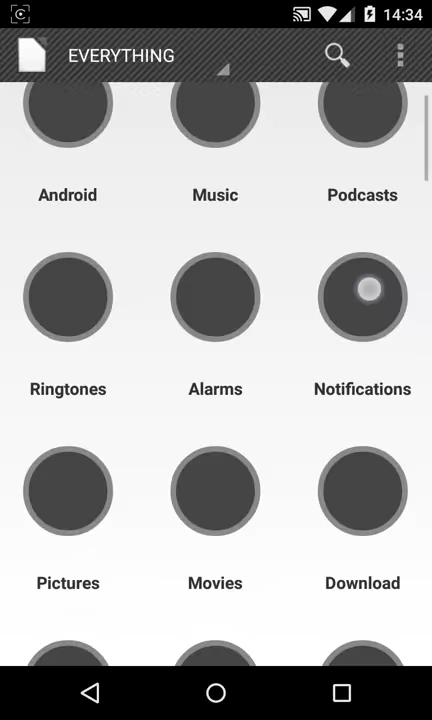 14:34
EVERYTHING
Android Music Podcasts
Ringtones Alarms Notifications
Pictures Movies Download